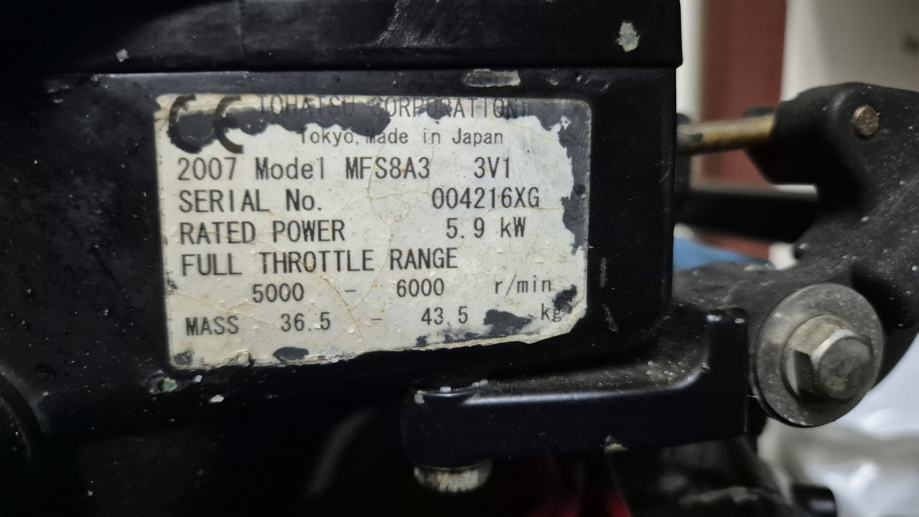 CE TOHATSU CORPORATION
Tokyo, Made in Japan
2007 Model MFS8A3 3V1
SERIAL No. 004216XG
RATED POWER 5.9 kW
FULL THROTTLE RANGE
5000 - 6000 r/min
MASS 36.5 - 43.5 kg